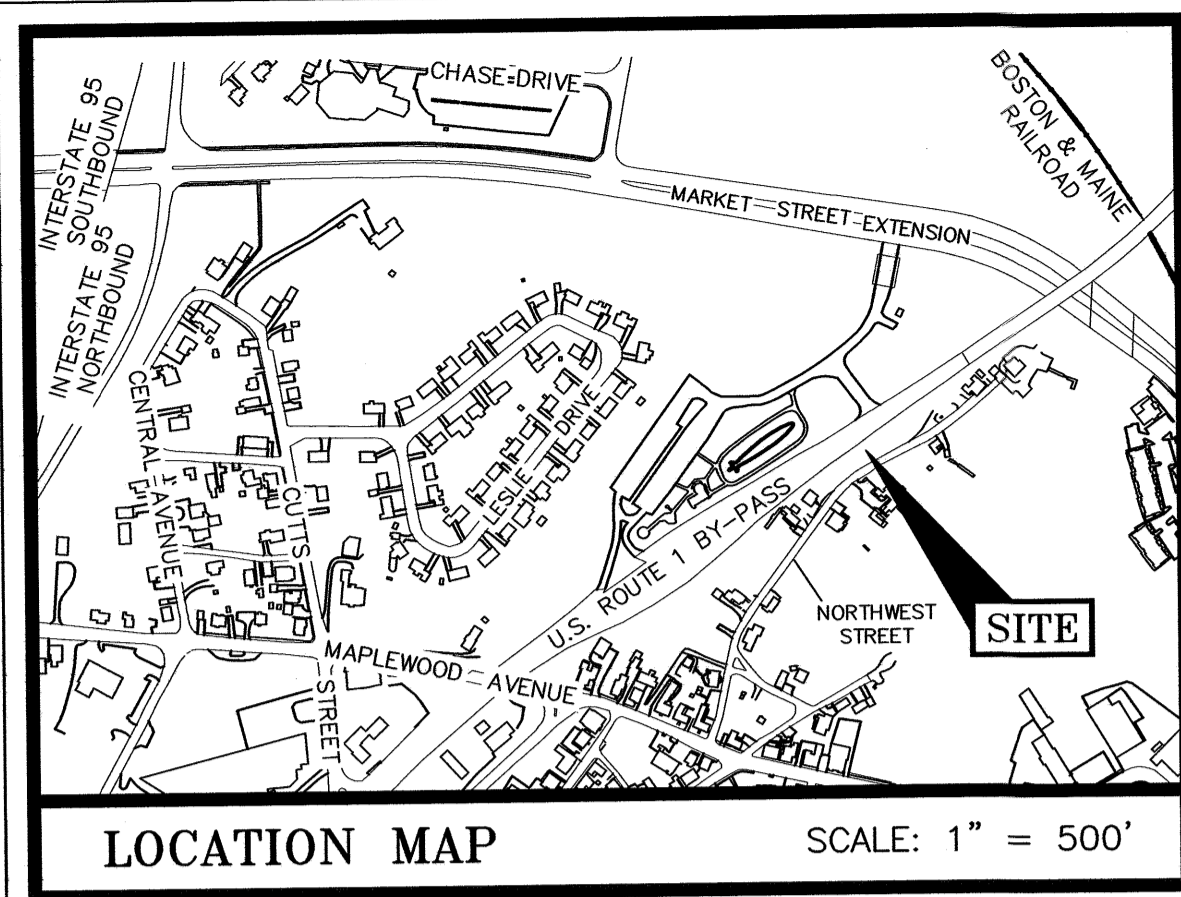 CHASE DRIVE
BOSTON & MAINE
RAILROAD
INTERSTATE 95
SOUTHBOUND
INTERSTATE 95
NORTHBOUND
MARKET STREET EXTENSION
CENTRAL AVENUE
CUTTS
STREET
LESLIE DRIVE
U.S. ROUTE 1 BY-PASS
NORTHWEST
STREET
SITE
MAPLEWOOD AVENUE
LOCATION MAP
SCALE: 1" = 500'